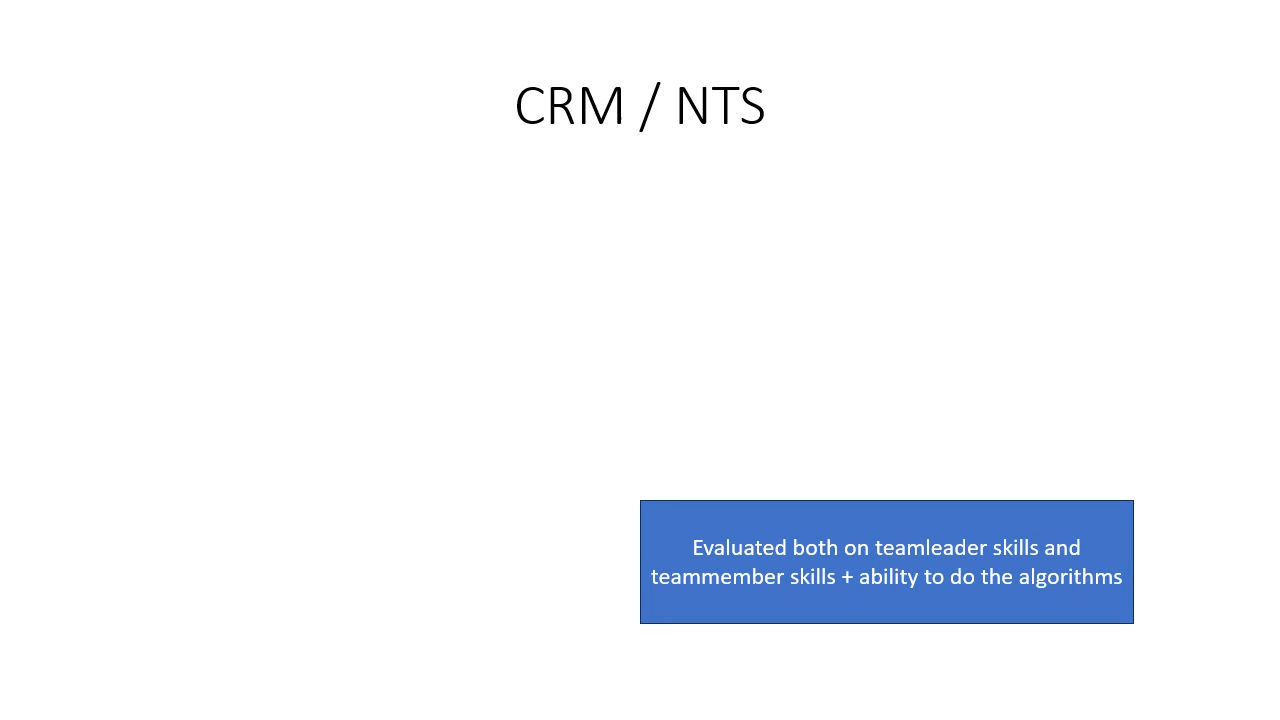 CRM / NTS
Evaluated both on teamleader skills and
teammember skills + ability to do the algorithms